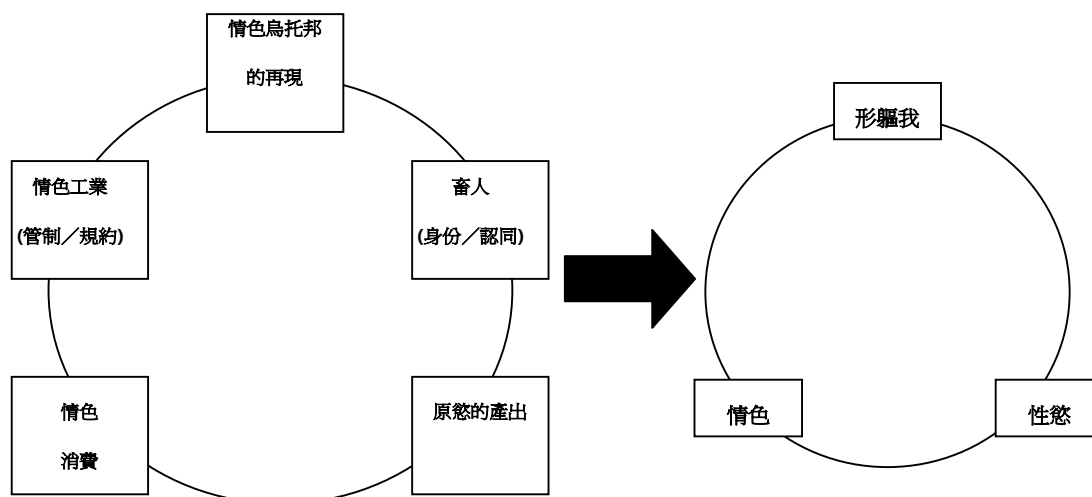 情色烏托邦
的再現
形軀我
情色工業
(管制／規約)
畜人
(身份／認同)
情色
消費
原慾的產出
情色
性慾